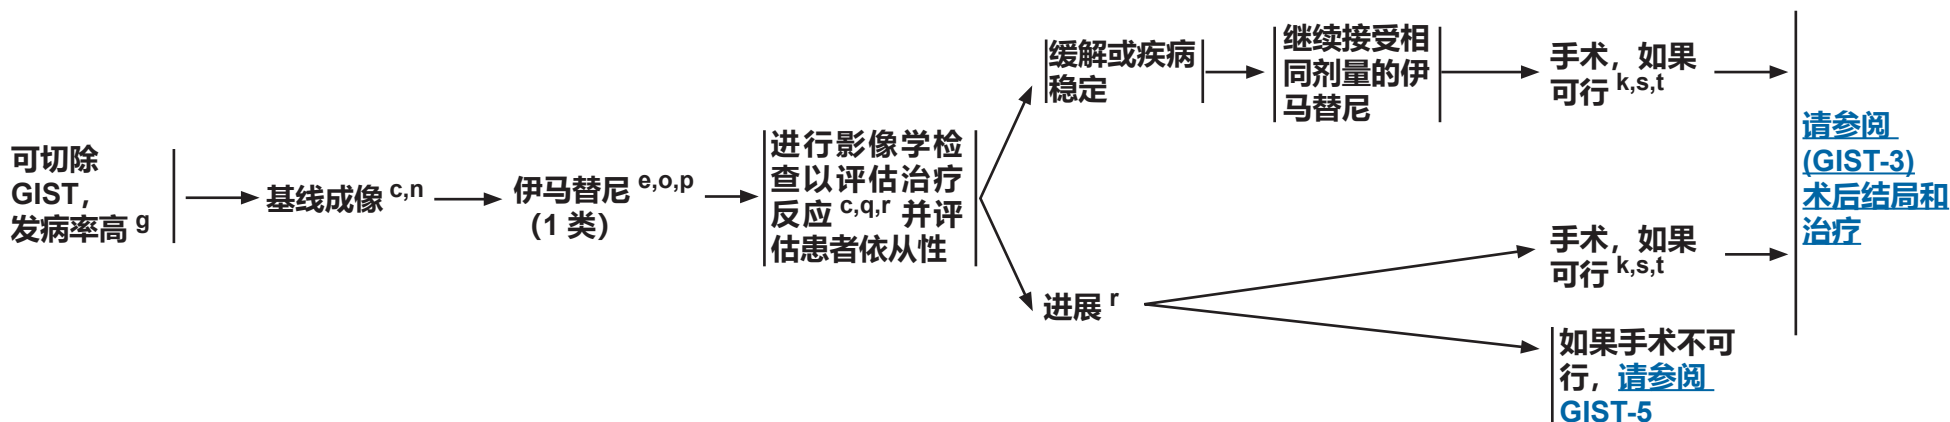 可切除
GIST，
发病率高 g
基线成像 c,n
伊马替尼 e,o,p
（1 类）
进行影像学检
查以评估治疗
反应 c,q,r 并评
估患者依从性
缓解或疾病
稳定
继续接受相
同剂量的伊
马替尼
手术，如果
可行 k,s,t
进展 r
手术，如果
可行 k,s,t
如果手术不可
行，请参阅
GIST-5
请参阅
(GIST-3)
术后结局和
治疗